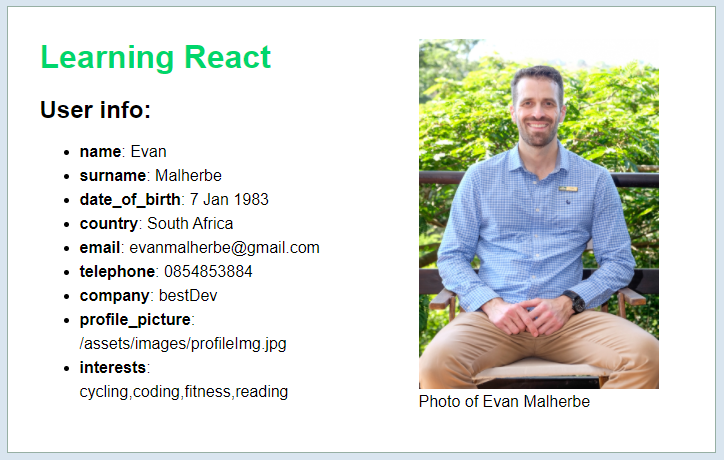 Learning React
User info:
name: Evan
surname: Malherbe
date_of_birth: 7 Jan 1983
country: South Africa
email: evanmalherbe@gmail.com
telephone: 0854853884
company: bestDev
profile_picture:
/assets/images/profileImg.jpg
interests:
cycling,coding,fitness,reading
Photo of Evan Malherbe